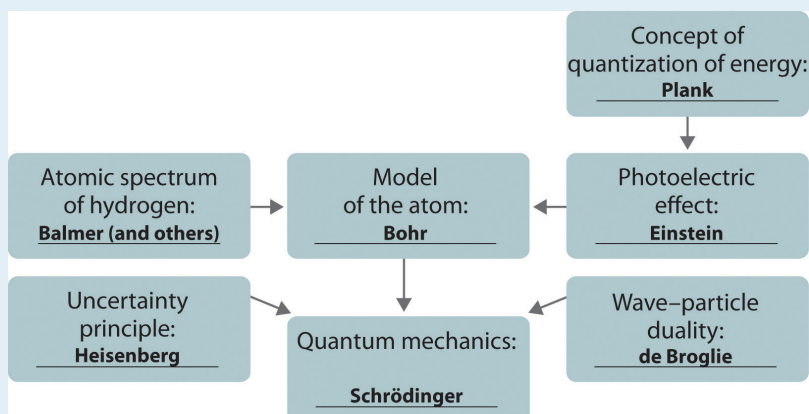 Concept of
quantization of energy:
Plank
Atomic spectrum
of hydrogen:
Balmer (and others)
Model
of the atom:
Bohr
Photoelectric
effect:
Einstein
Uncertainty
principle:
Heisenberg
Quantum mechanics:
Schrödinger
Wave–particle
duality:
de Broglie